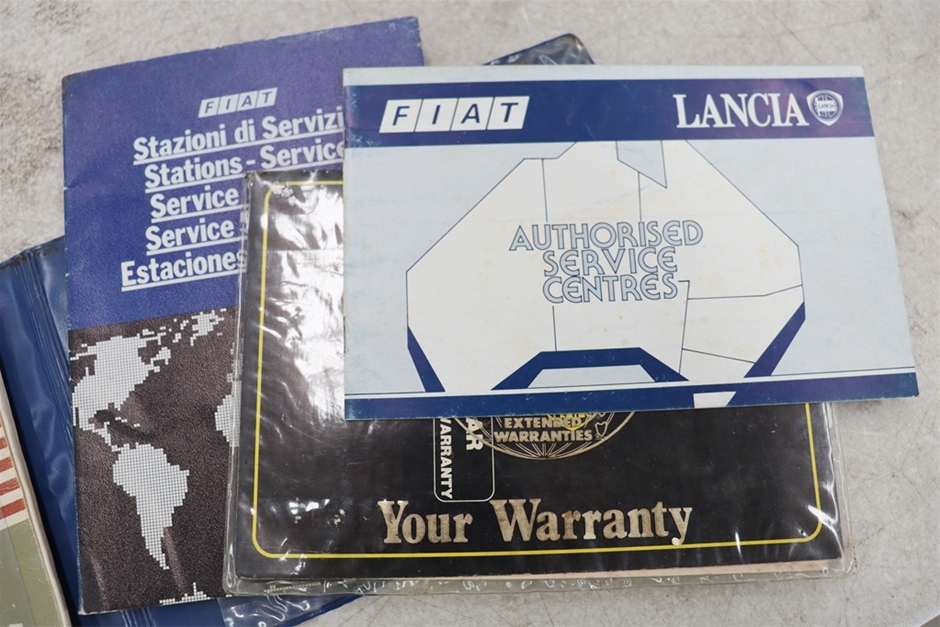 FIAT
Stazioni di Servizi
Stations-Service
Service
Service
Estaciones
FIAT
LANCIA
LANCIA
AUTHORISED
SERVICE
CENTRES
EXTENDED
WARRANTIES
WARRANTY
Your Warranty